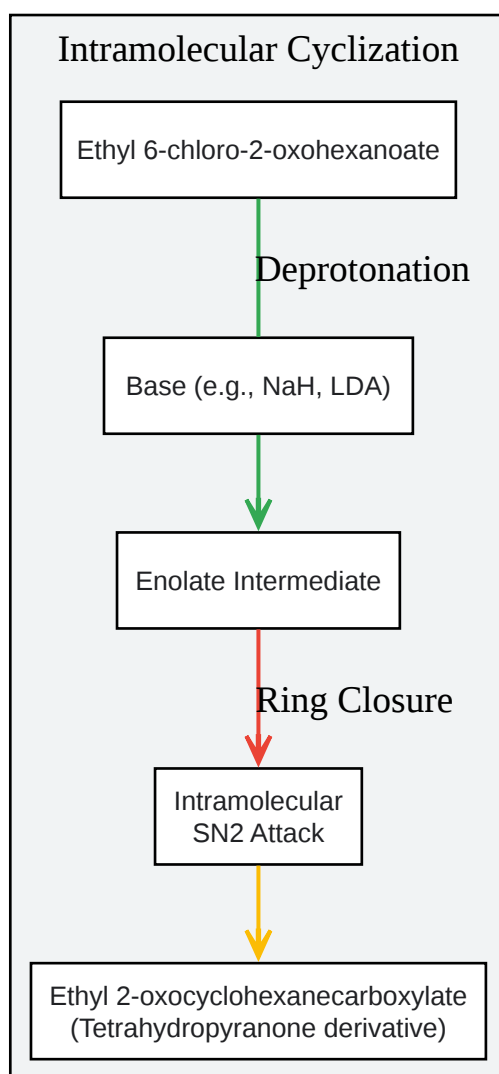 Intramolecular Cyclization
Ethyl 6-chloro-2-oxohexanoate
Deprotonation
Base (e.g., NaH, LDA)
Enolate Intermediate
Ring Closure
Intramolecular
SN2 Attack
Ethyl 2-oxocyclohexanecarboxylate
(Tetrahydropyranone derivative)